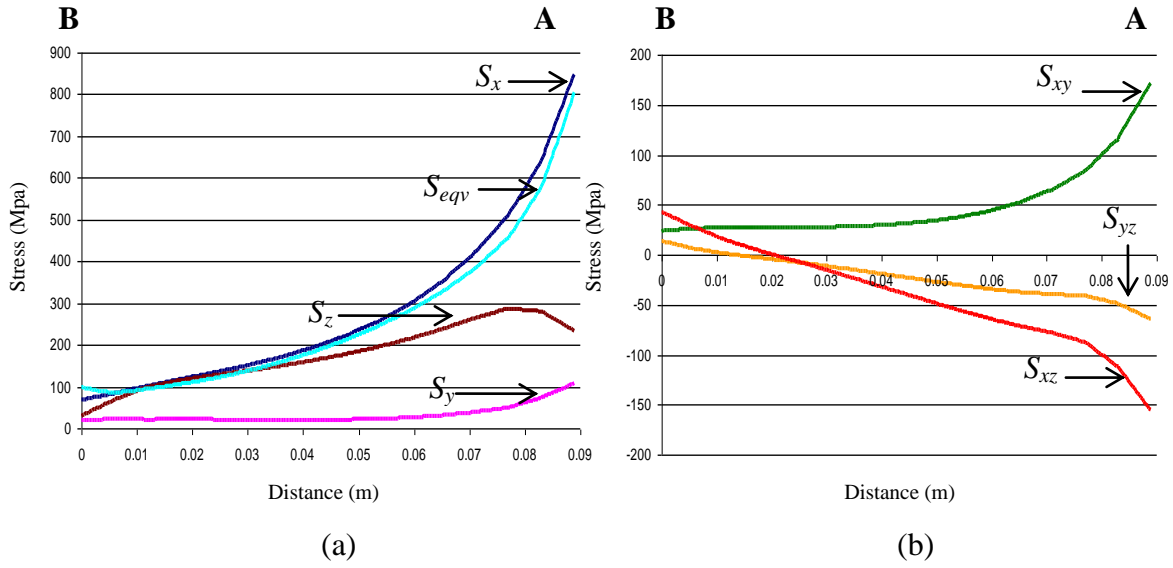 B A
900
800
700
600
500
400
300
200
100
0
0 0.01 0.02 0.03 0.04 0.05 0.06 0.07 0.08 0.09
Stress (Mpa)
Distance (m)
Sx
Seqv
Sz
Sy
(a)
B A
200
150
100
50
0
-50
-100
-150
-200
0 0.01 0.02 0.03 0.04 0.05 0.06 0.07 0.08 0.09
Stress (Mpa)
Distance (m)
Sxy
Syz
Sxz
(b)